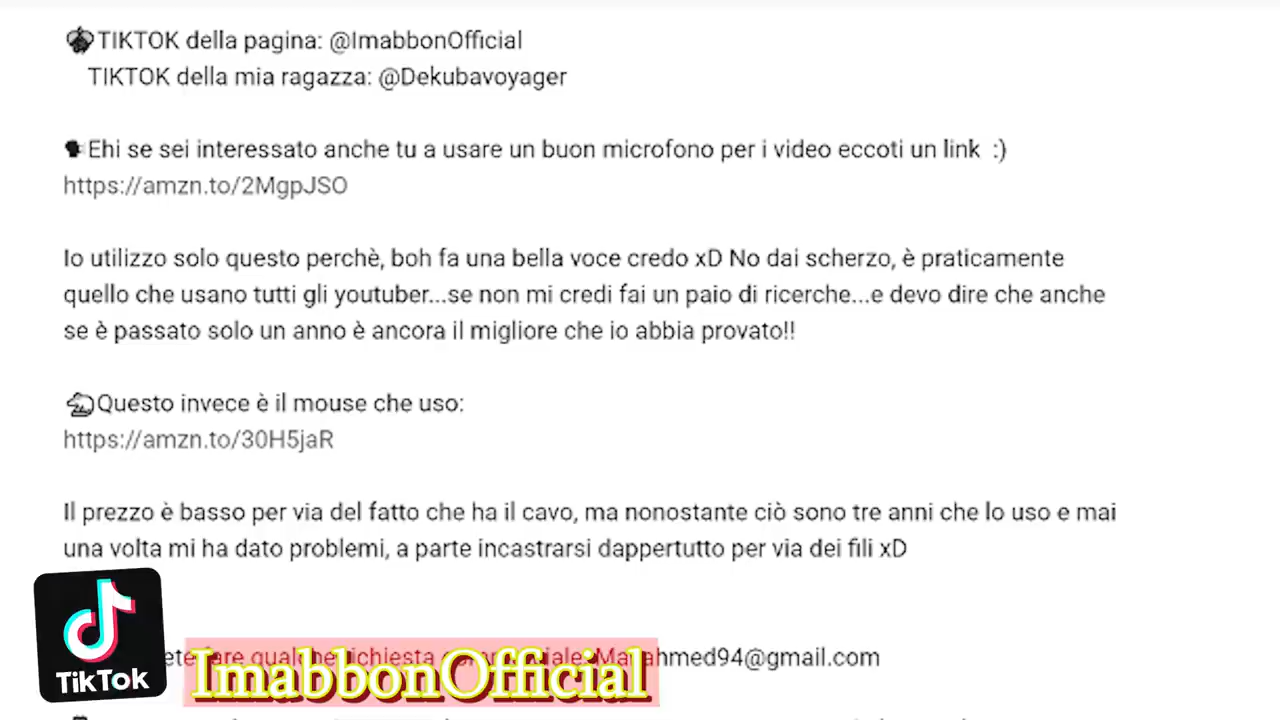 TIKTOK della pagina: @ImabbonOfficial
TIKTOK della mia ragazza: @Dekubavoyager
Ehi se sei interessato anche tu a usare un buon microfono per i video eccoti un link :)
https://amzn.to/2MgpJSO
Io utilizzo solo questo perchè, boh fa una bella voce credo xD No dai scherzo, è praticamente
quello che usano tutti gli youtuber...se non mi credi fai un paio di ricerche...e devo dire che anche
se è passato solo un anno è ancora il migliore che io abbia provato!!
Questo invece è il mouse che uso:
https://amzn.to/30H5jaR
Il prezzo è basso per via del fatto che ha il cavo, ma nonostante ciò sono tre anni che lo uso e mai
una volta mi ha dato problemi, a parte incastrarsi dappertutto per via dei fili xD
fare qualche richiesta
TikTok
ImabbonOfficial